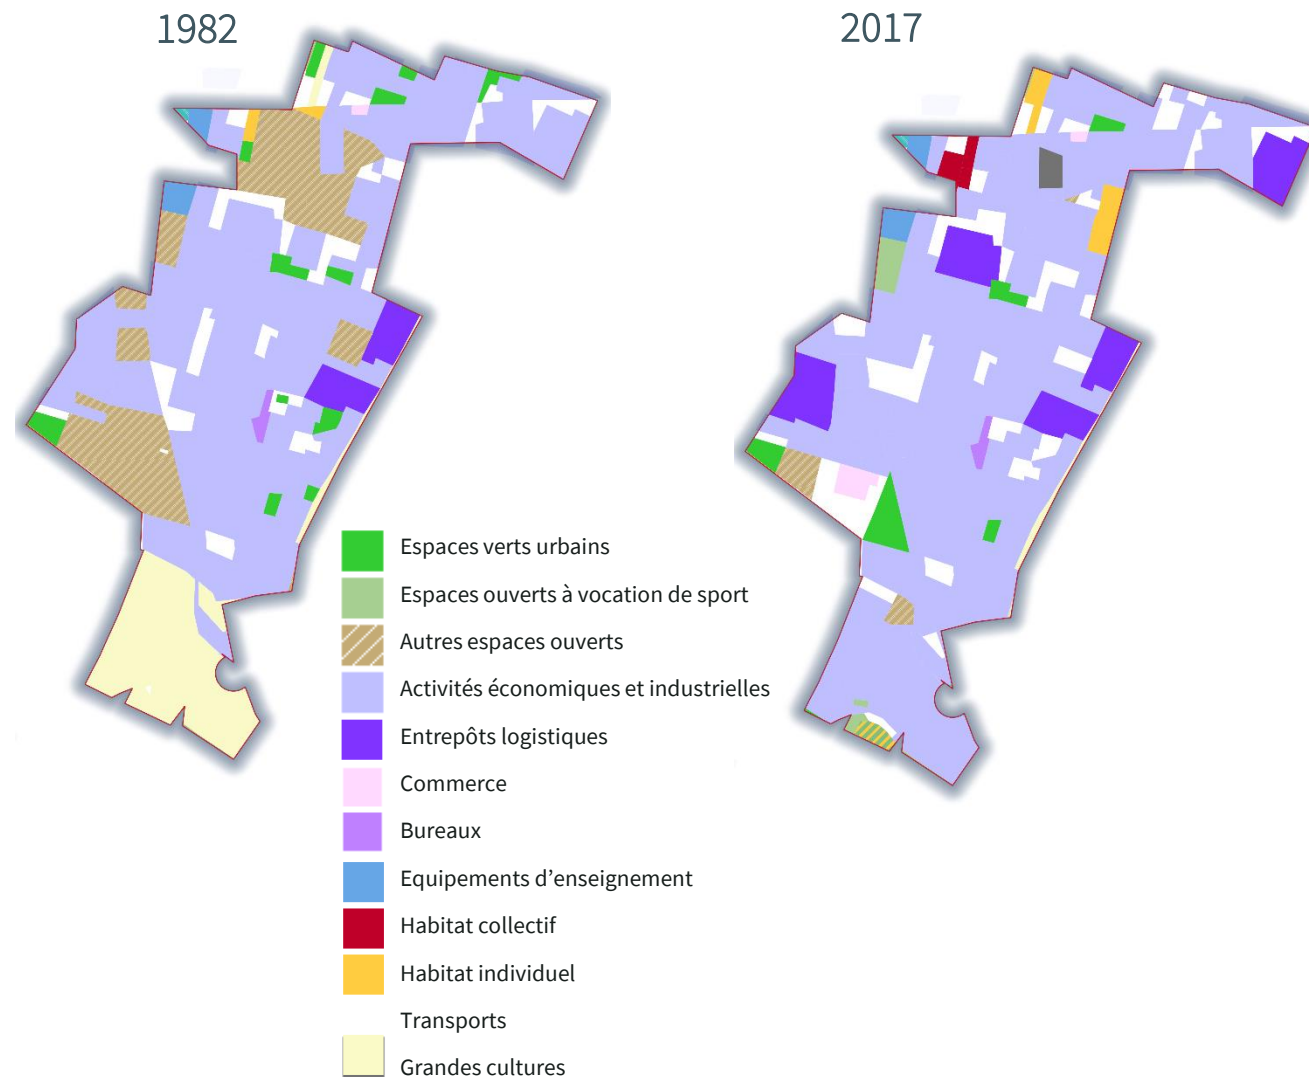 1982
2017
Espaces verts urbains
Espaces ouverts à vocation de sport
Autres espaces ouverts
Activités économiques et industrielles
Entrepôts logistiques
Commerce
Bureaux
Equipements d'enseignement
Habitat collectif
Habitat individuel
Transports
Grandes cultures